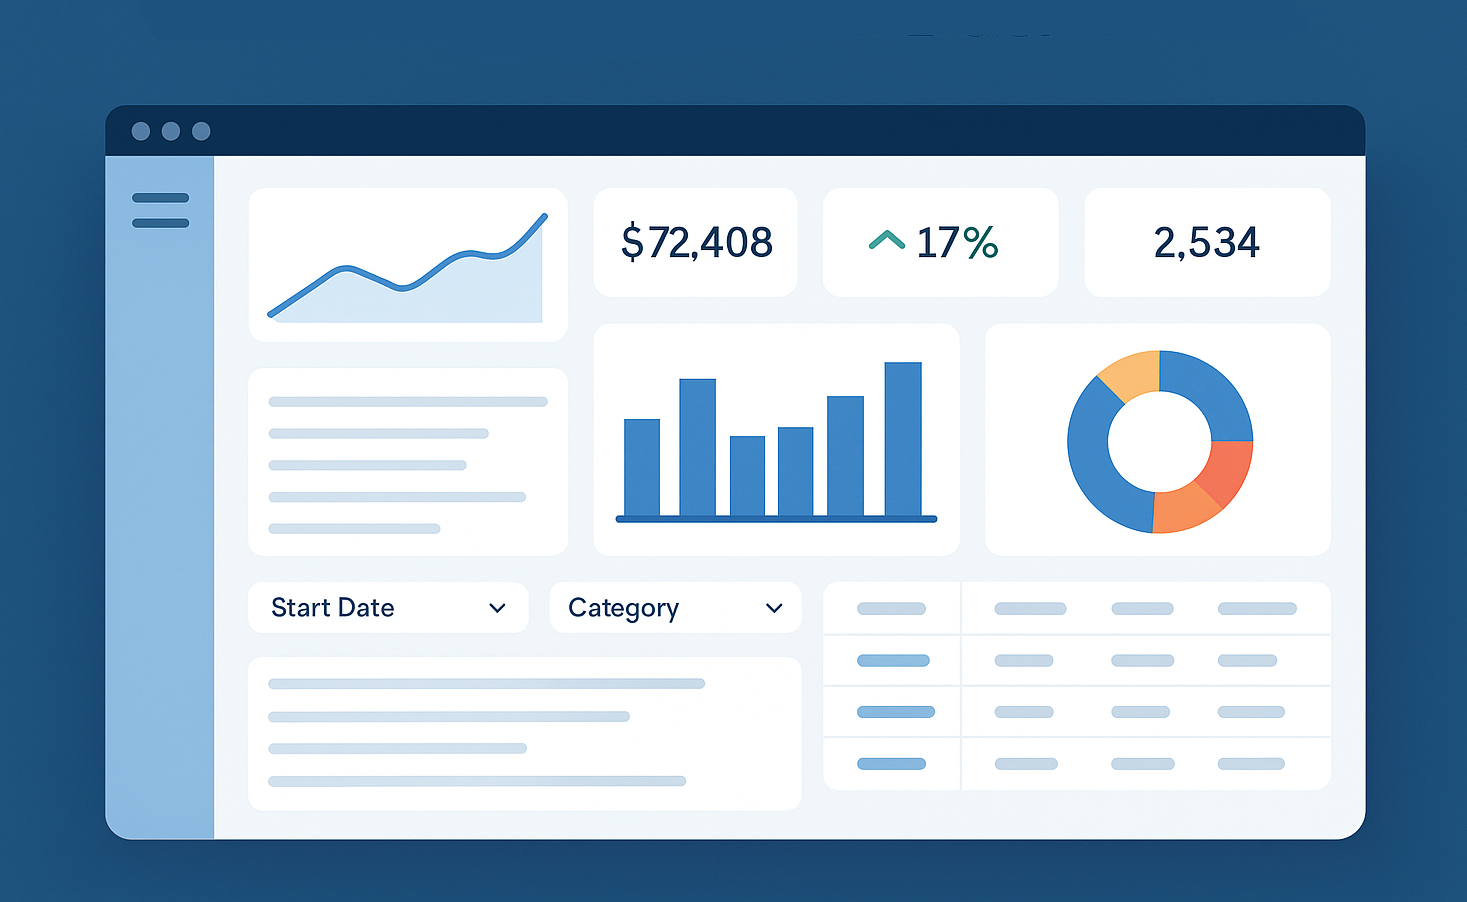 $72,408
17%
2,534
Start Date
Category